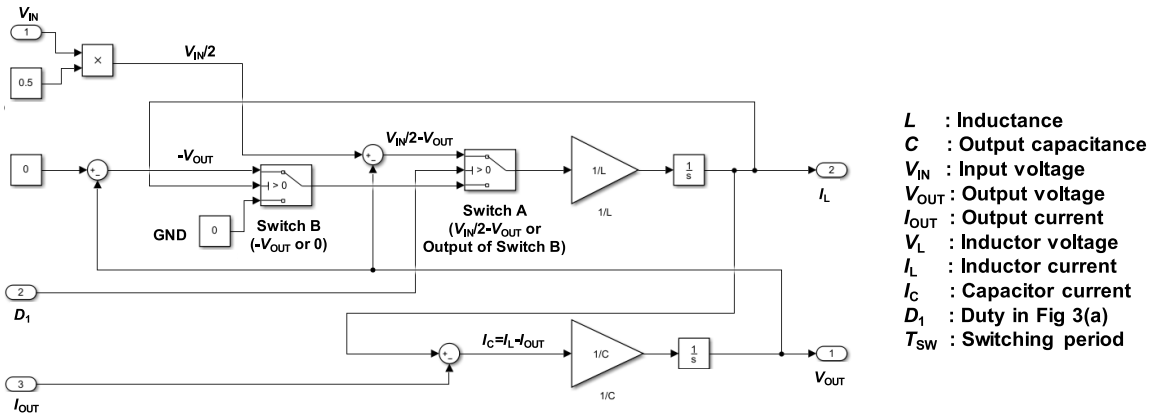 V_IN
1
×
V_IN/2
0.5
0
+
-
-V_OUT
> 0
Switch B
(-V_OUT or 0)
GND
0
+
-
V_IN/2-V_OUT
> 0
Switch A
(V_IN/2-V_OUT or
Output of Switch B)
1/L
1/L
1
s
2
I_L
2
D_1
3
I_OUT
+
-
I_C=I_L-I_OUT
1/C
1/C
1
s
1
V_OUT
L : Inductance
C : Output capacitance
V_IN : Input voltage
V_OUT : Output voltage
I_OUT : Output current
V_L : Inductor voltage
I_L : Inductor current
I_C : Capacitor current
D_1 : Duty in Fig 3(a)
T_SW : Switching period